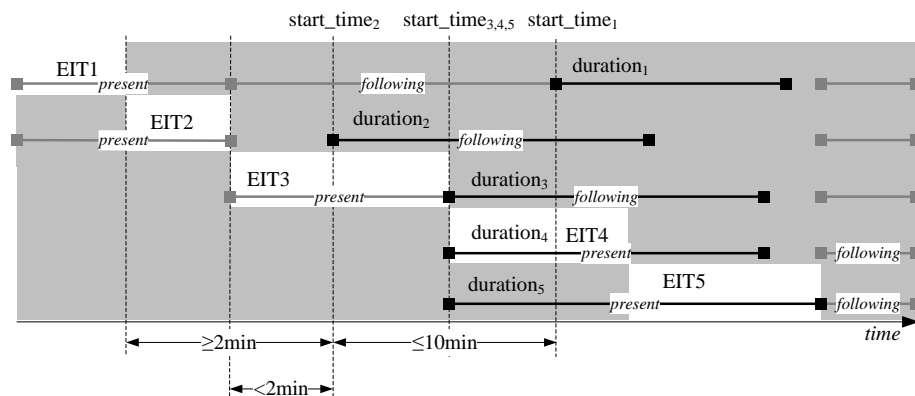 start_time2 start_time3,4,5 start_time1
EIT1 duration1
present following
EIT2 duration2
present following
EIT3 duration3
present following
duration4 EIT4
present following
duration5 EIT5
present following
time
≥2min ≤10min
<2min